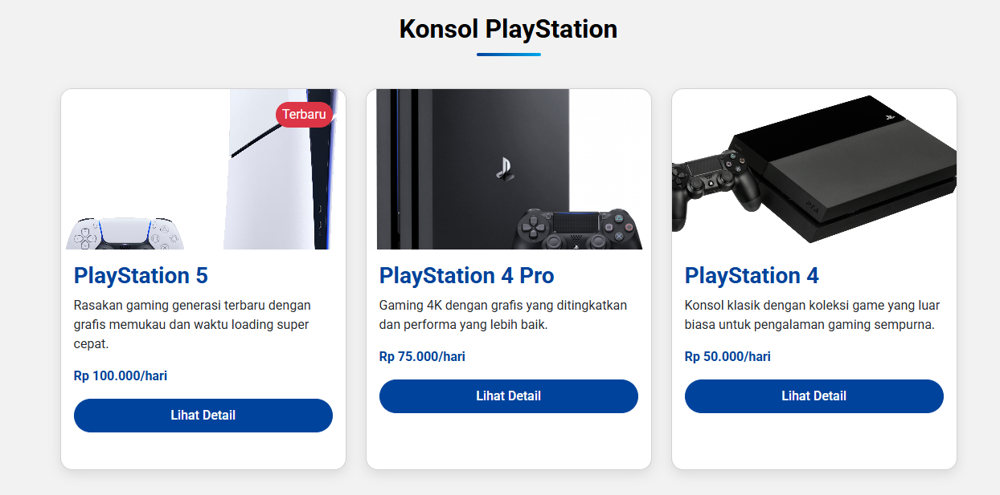 Konsol PlayStation
Terbaru
PlayStation 5
Rasakan gaming generasi terbaru dengan
grafis memukau dan waktu loading super
cepat.
Rp 100.000/hari
Lihat Detail
PlayStation 4 Pro
Gaming 4K dengan grafis yang ditingkatkan
dan performa yang lebih baik.
Rp 75.000/hari
Lihat Detail
PS4
PlayStation 4
Konsol klasik dengan koleksi game yang luar
biasa untuk pengalaman gaming sempurna.
Rp 50.000/hari
Lihat Detail